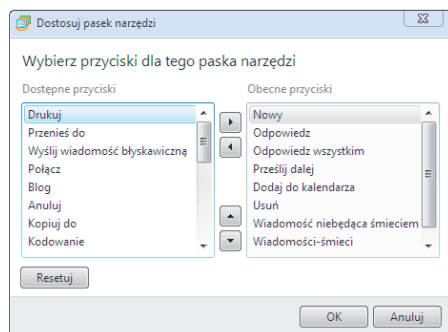 Dostosuj pasek narzędzi
Wybierz przyciski dla tego paska narzędzi
Dostępne przyciski
Drukuj
Przenieś do
Wyślij wiadomość błyskawiczną
Połącz
Blog
Anuluj
Kopiuj do
Kodowanie
Obecne przyciski
Nowy
Odpowiedz
Odpowiedz wszystkim
Prześlij dalej
Dodaj do kalendarza
Usuń
Wiadomość niebędąca śmieciem
Wiadomości-śmieci
Resetuj
OK
Anuluj